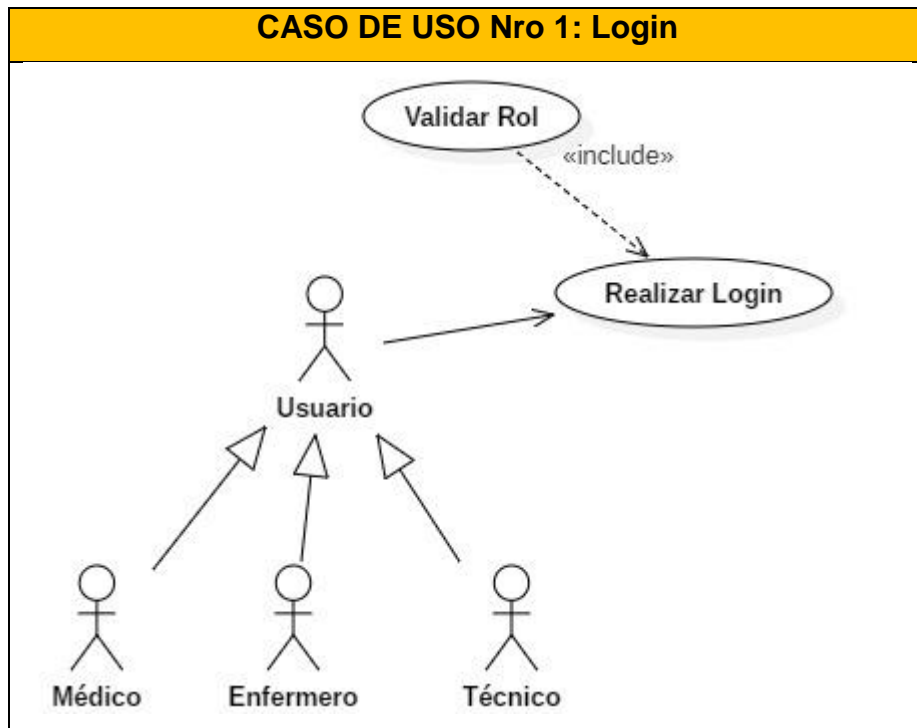 CASO DE USO Nro 1: Login
Validar Rol
«include»
Realizar Login
Usuario
Médico
Enfermero
Técnico